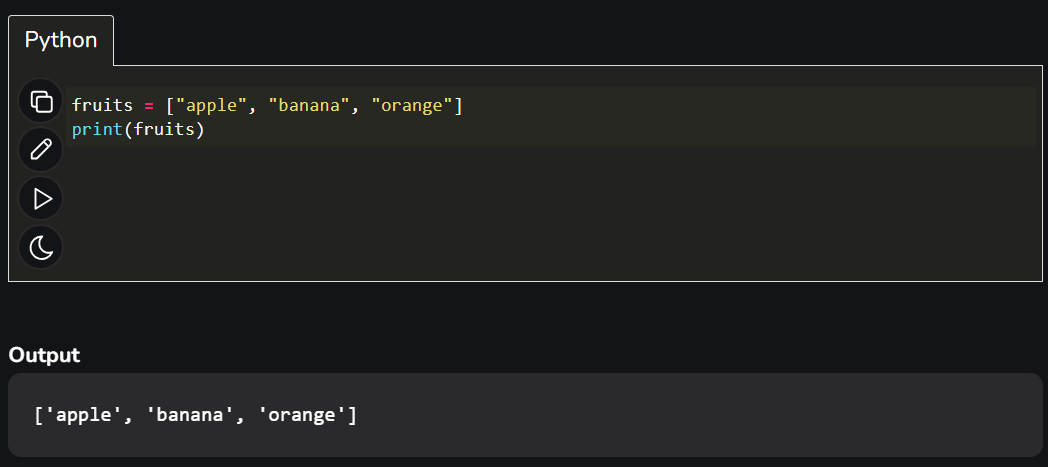 Python
fruits = ["apple", "banana", "orange"]
print(fruits)
Output
['apple', 'banana', 'orange']